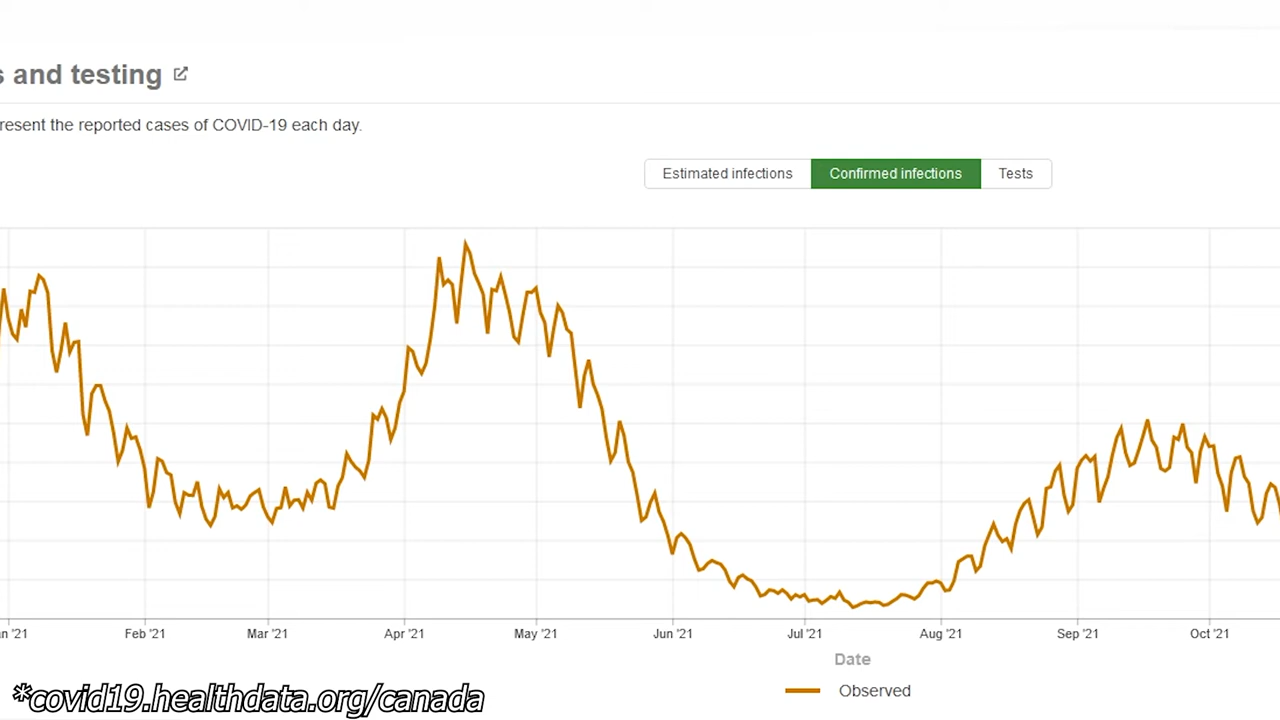 s and testing
resent the reported cases of COVID-19 each day.
Estimated infections Confirmed infections Tests
n '21 Feb '21 Mar '21 Apr '21 May '21 Jun '21 Jul '21 Aug '21 Sep '21 Oct '21
Date
Observed
*covid19.healthdata.org/canada